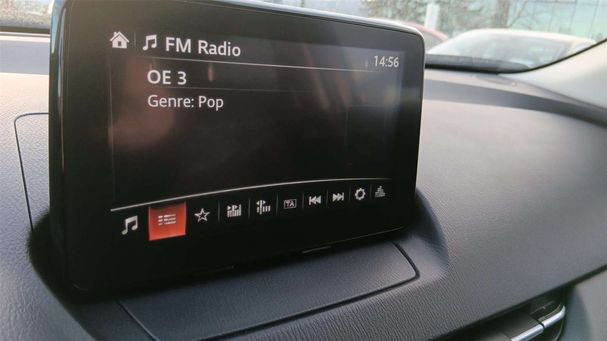 FM Radio
14:56
OE 3
Genre: Pop
TA